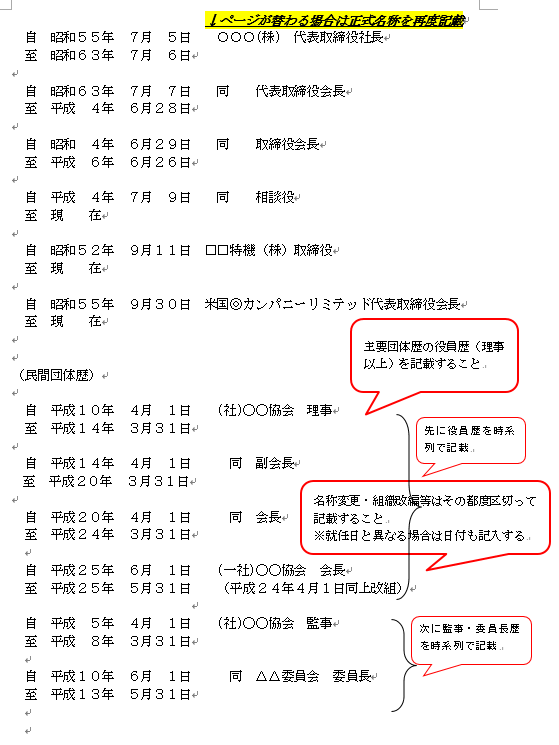 ↓ページが替わる場合は正式名称を再度記載
自　昭和５５年　７月　５日　　○○○(株)　代表取締役社長
至　昭和６３年　７月　６日
自　昭和６３年　７月　７日　　同　　代表取締役会長
至　平成　４年　６月２８日
自　昭和　４年　６月２９日　　同　　取締役会長
至　平成　６年　６月２６日
自　平成　４年　７月　９日　　同　　相談役
至　現　　在
自　昭和５２年　９月１１日　□□特機（株）取締役
至　現　　在
自　昭和５５年　９月３０日　米国◎カンパニーリミテッド代表取締役会長
至　現　　在
主要団体歴の役員歴（理事
以上）を記載すること
（民間団体歴）
自　平成１０年　４月　１日　　(社)〇〇協会　理事
至　平成１４年　３月３１日
先に役員歴を時系
列で記載
自　平成１４年　４月　１日　　　同　副会長
至　平成２０年　３月３１日
名称変更・組織改編等はその都度区切って
記載すること
※就任日と異なる場合は日付も記入する
自　平成２０年　４月　１日　　　同　会長
至　平成２４年　３月３１日
自　平成２５年　６月　１日　　(一社)〇〇協会　会長
至　平成２５年　５月３１日　　（平成２４年４月１日同上改組）
自　平成　５年　４月　１日　　(社)〇〇協会　監事
至　平成　８年　３月３１日
次に監事・委員長歴
を時系列で記載
自　平成１０年　６月　１日　　　同　△△委員会　委員長
至　平成１３年　５月３１日